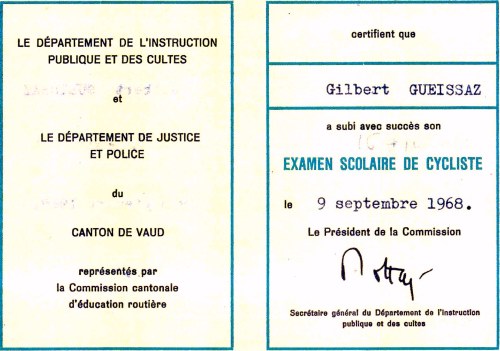 LE DÉPARTEMENT DE L'INSTRUCTION
PUBLIQUE ET DES CULTES
et
LE DÉPARTEMENT DE JUSTICE
ET POLICE
du
CANTON DE VAUD
représentés par
la Commission cantonale
d'éducation routière
certifient que
Gilbert GUEISSAZ
a subi avec succès son
EXAMEN SCOLAIRE DE CYCLISTE
le 9 septembre 1968.
Le Président de la Commission
Secrétaire général du Département de l'instruction
publique et des cultes